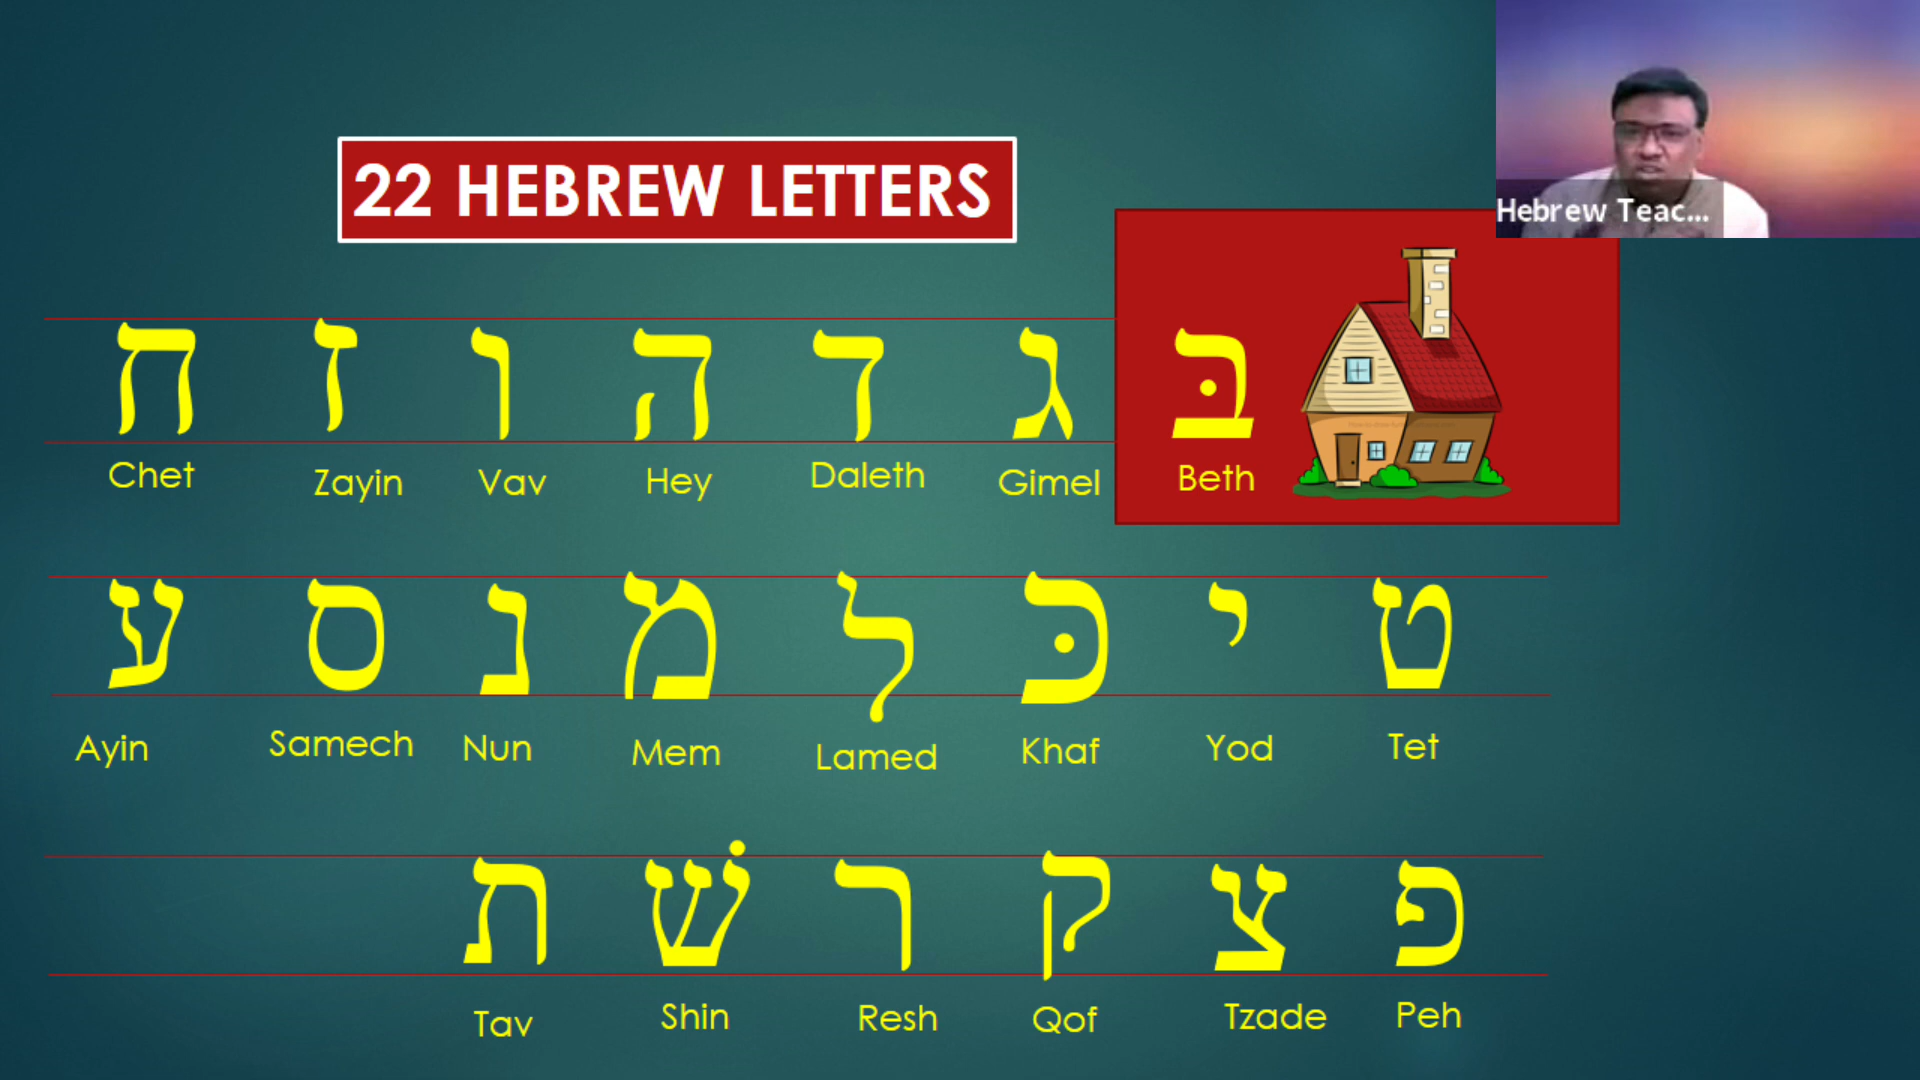 Hebrew Teac...
22 HEBREW LETTERS
בּ ג ד ה ו ז ח
Beth Gimel Daleth Hey Vav Zayin Chet
ט י כּ ל מ נ ס ע
Tet Yod Khaf Lamed Mem Nun Samech Ayin
פ צ ק ר שׁ ת
Peh Tzade Qof Resh Shin Tav